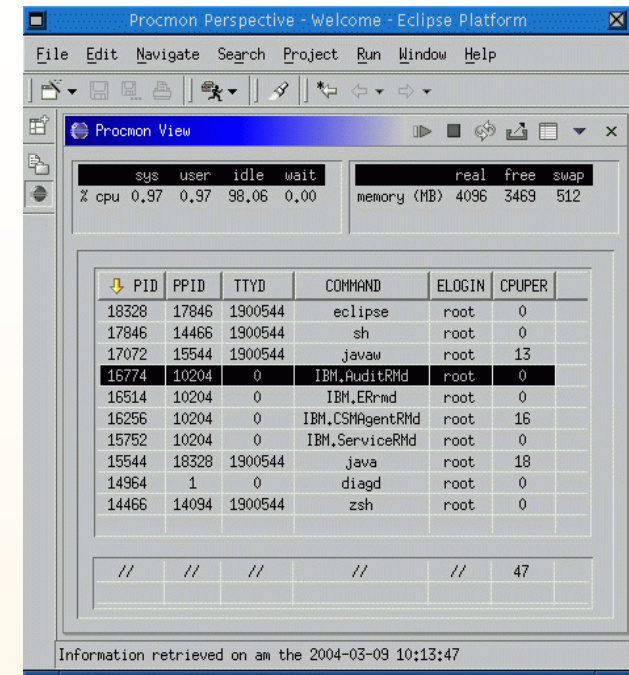 Procmon Perspective - Welcome - Eclipse Platform
File Edit Navigate Search Project Run Window Help
Procmon View
sys user idle wait
% cpu 0.97 0.97 98.06 0.00
real free swap
memory (MB) 4096 3469 512
PID PPID TTYD COMMAND ELOGIN CPUPER
18328 17846 1900544 eclipse root 0
17846 14466 1900544 sh root 0
17072 15544 1900544 javaw root 13
16774 10204 0 IBM.AuditRMd root 0
16514 10204 0 IBM.ERrmd root 0
16256 10204 0 IBM.CSMAgentRMd root 16
15752 10204 0 IBM.ServiceRMd root 0
15544 18328 1900544 java root 18
14964 1 0 diagd root 0
14466 14094 1900544 zsh root 0
// // // // // 47
Information retrieved on am the 2004-03-09 10:13:47